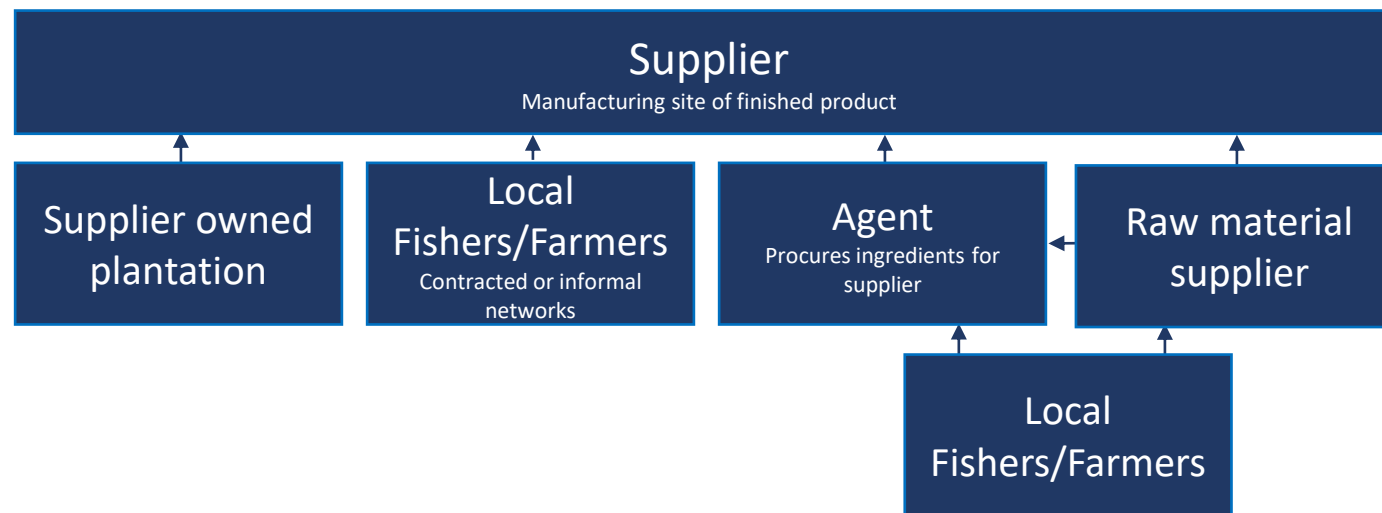 Supplier
Manufacturing site of finished product
Supplier owned
plantation
Local
Fishers/Farmers
Contracted or informal
networks
Agent
Procures ingredients for
supplier
Raw material
supplier
Local
Fishers/Farmers